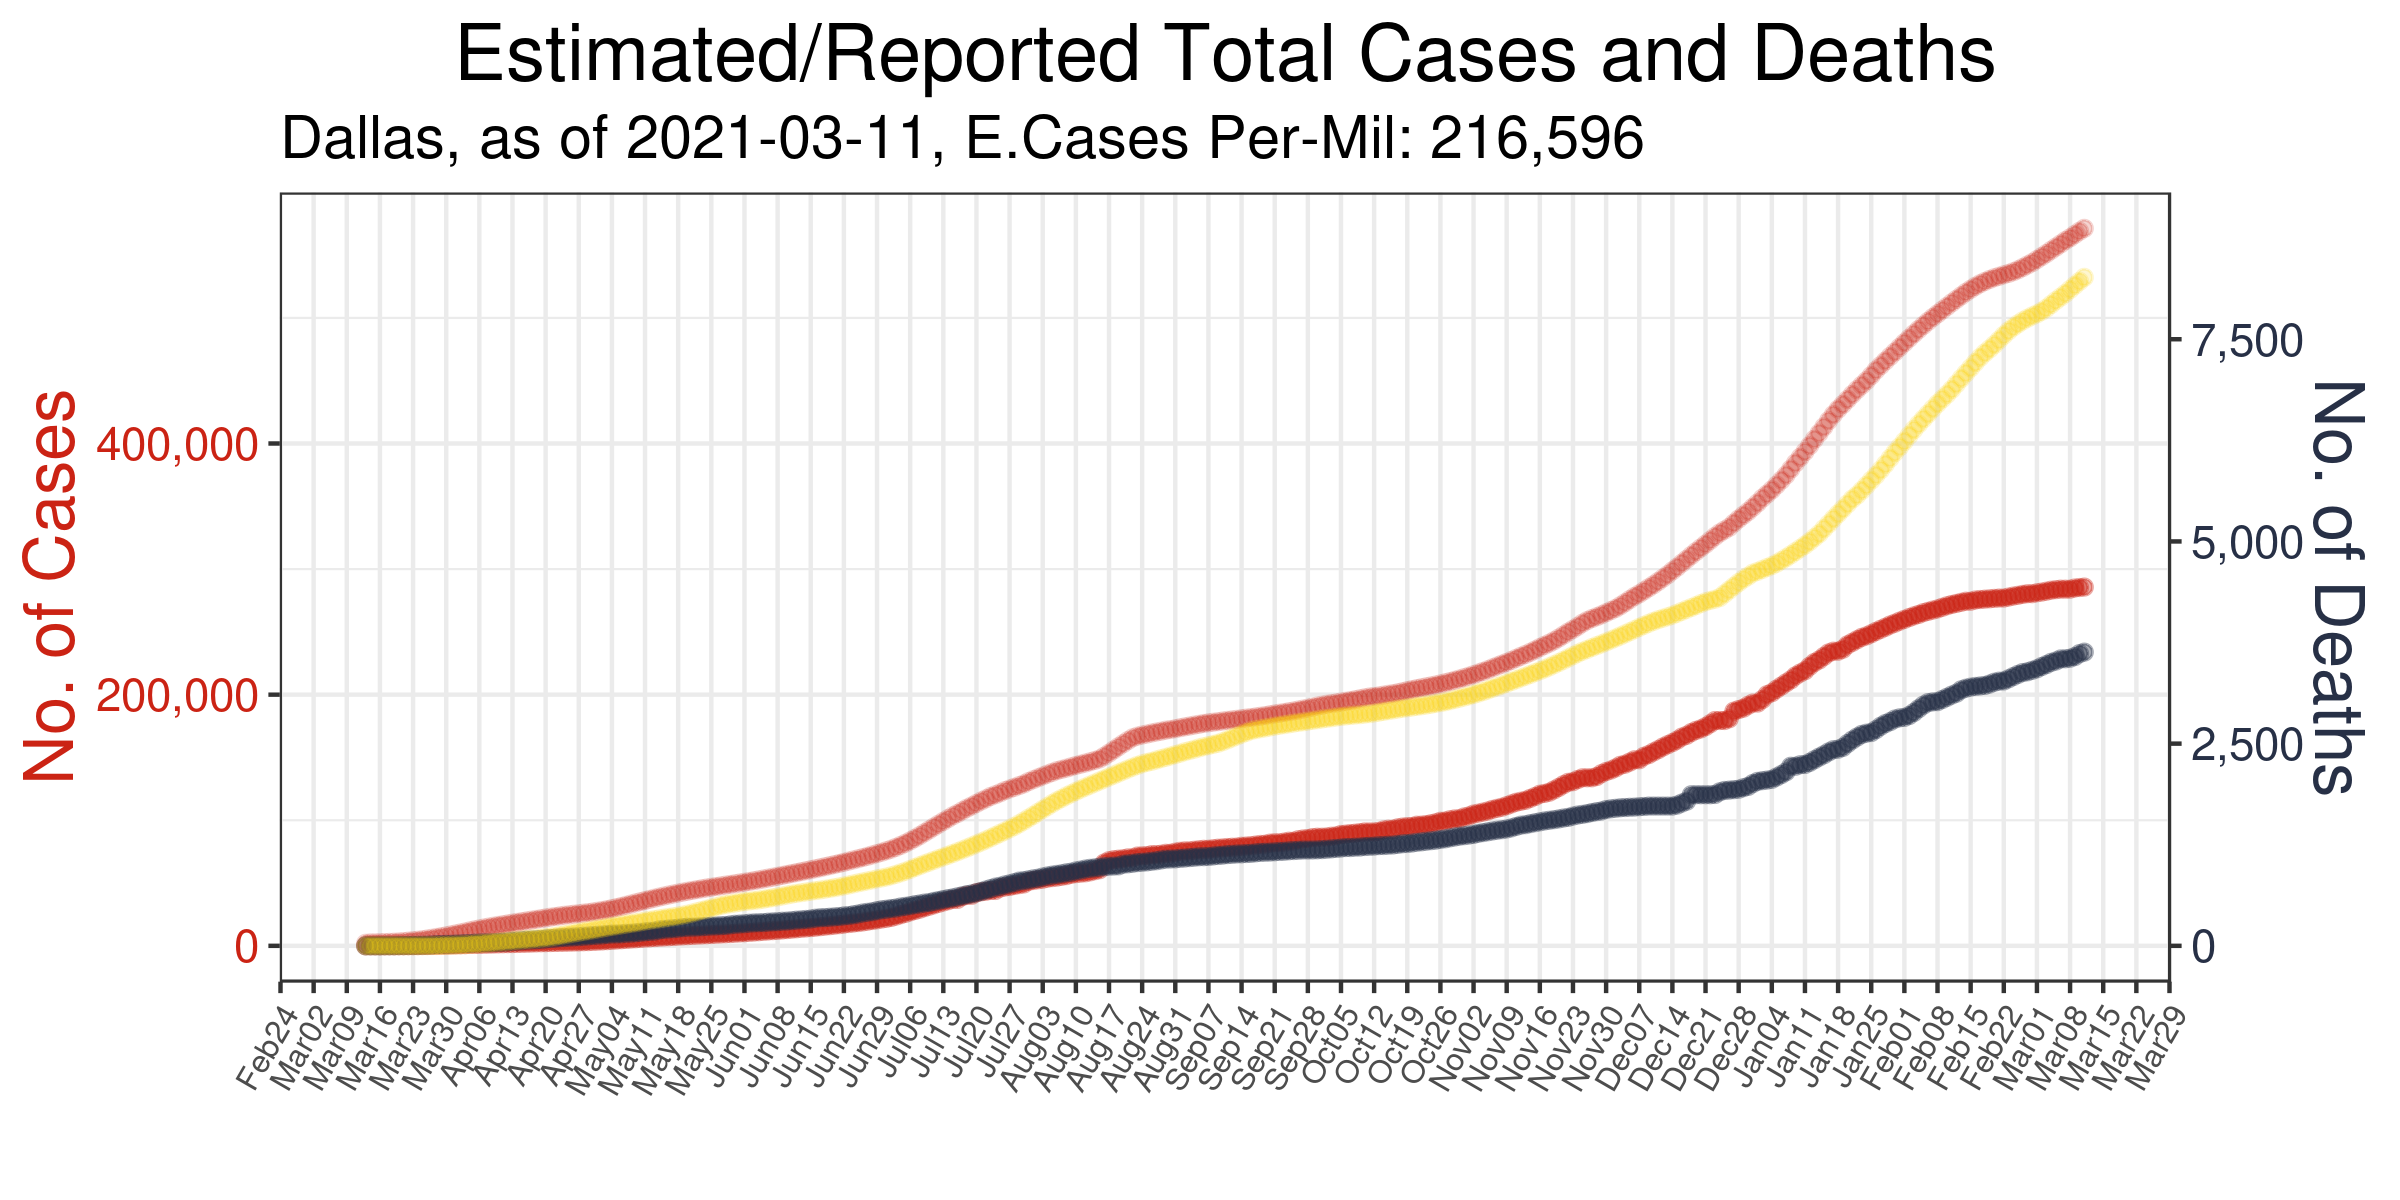 Estimated/Reported Total Cases and Deaths
Dallas, as of 2021-03-11, E.Cases Per-Mil: 216,596
No. of Cases
400,000
200,000
0
7,500
5,000
2,500
0
No. of Deaths
Feb24
Mar02
Mar09
Mar16
Mar23
Mar30
Apr06
Apr13
Apr20
Apr27
May04
May11
May18
May25
Jun01
Jun08
Jun15
Jun22
Jun29
Jul06
Jul13
Jul20
Jul27
Aug03
Aug10
Aug17
Aug24
Aug31
Sep07
Sep14
Sep21
Sep28
Oct05
Oct12
Oct19
Oct26
Nov02
Nov09
Nov16
Nov23
Nov30
Dec07
Dec14
Dec21
Dec28
Jan04
Jan11
Jan18
Jan25
Feb01
Feb08
Feb15
Feb22
Mar01
Mar08
Mar15
Mar22
Mar29